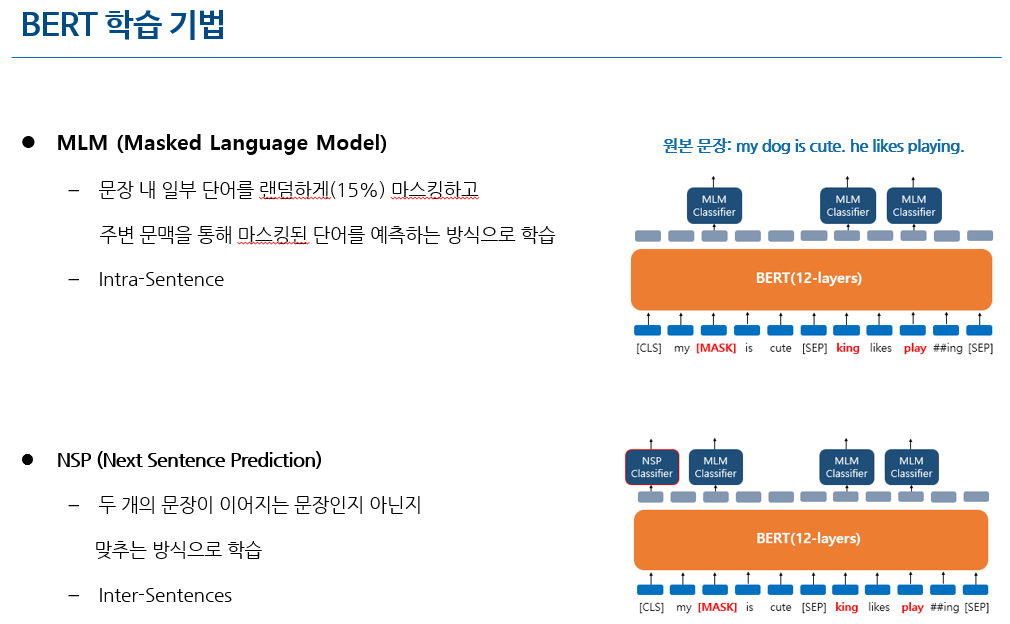 BERT 학습 기법
● MLM (Masked Language Model)
– 문장 내 일부 단어를 랜덤하게(15%) 마스킹하고
주변 문맥을 통해 마스킹된 단어를 예측하는 방식으로 학습
– Intra-Sentence
원본 문장: my dog is cute. he likes playing.
MLM Classifier MLM Classifier MLM Classifier
BERT(12-layers)
[CLS] my [MASK] is cute [SEP] king likes play ##ing [SEP]
● NSP (Next Sentence Prediction)
– 두 개의 문장이 이어지는 문장인지 아닌지
맞추는 방식으로 학습
– Inter-Sentences
NSP Classifier MLM Classifier MLM Classifier MLM Classifier
BERT(12-layers)
[CLS] my [MASK] is cute [SEP] king likes play ##ing [SEP]